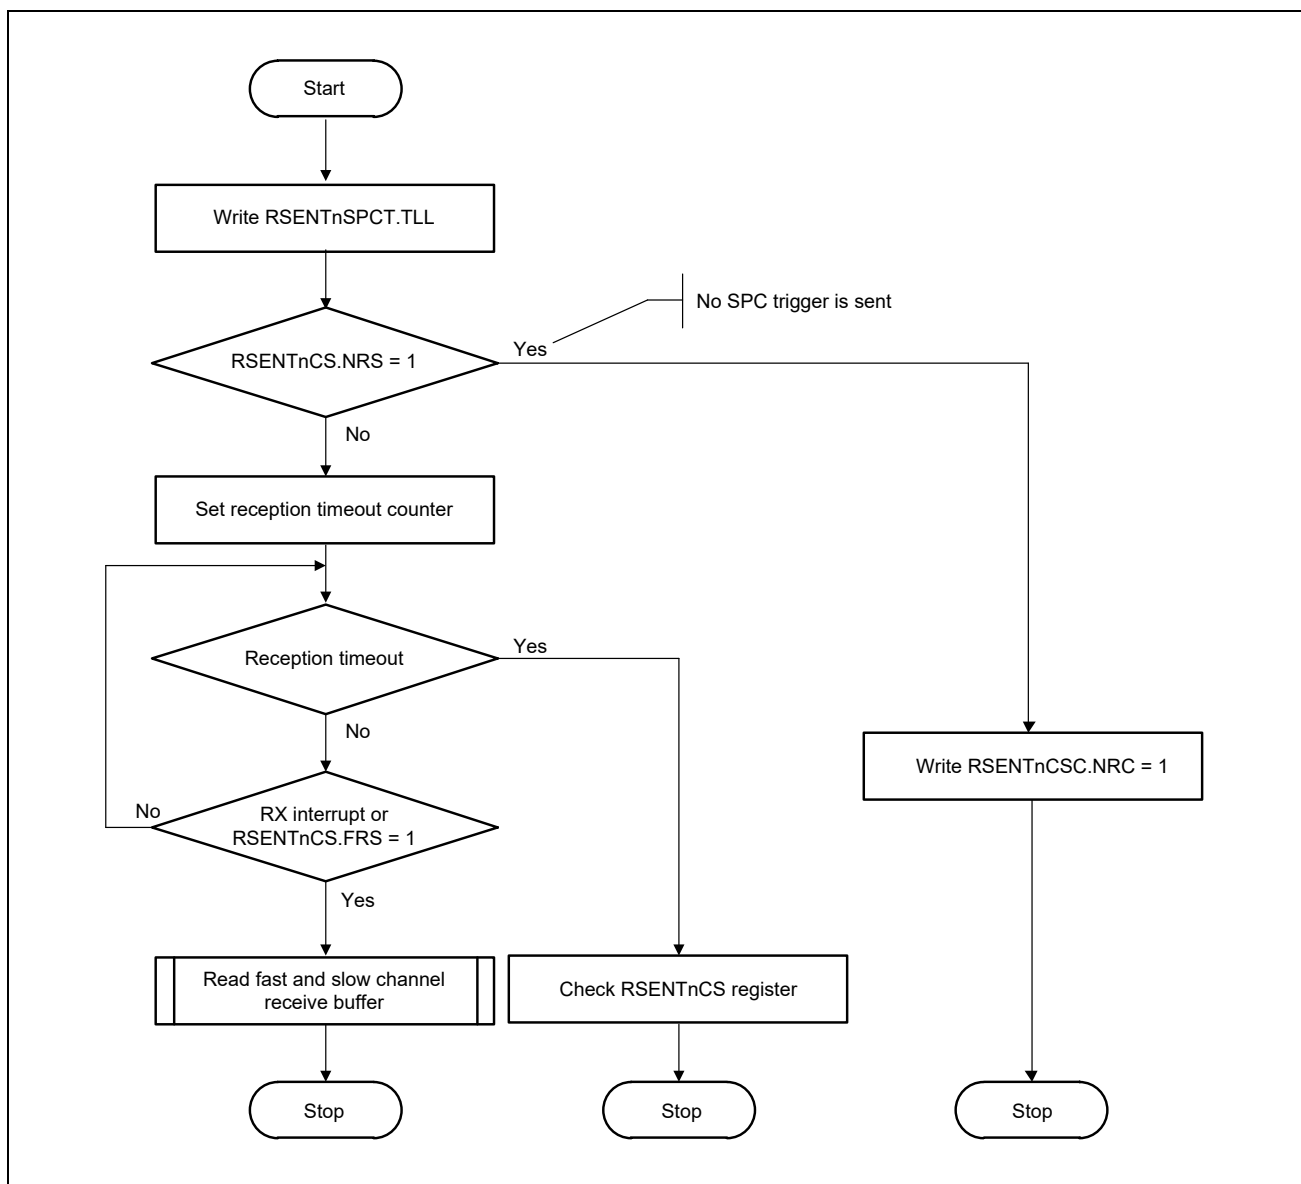 Start
Write RSENTnSPCT.TLL
No SPC trigger is sent
Yes
RSENTnCS.NRS = 1
No
Set reception timeout counter
Yes
Reception timeout
No
Write RSENTnCSC.NRC = 1
No
RX interrupt or
RSENTnCS.FRS = 1
Yes
Read fast and slow channel
receive buffer
Check RSENTnCS register
Stop
Stop
Stop